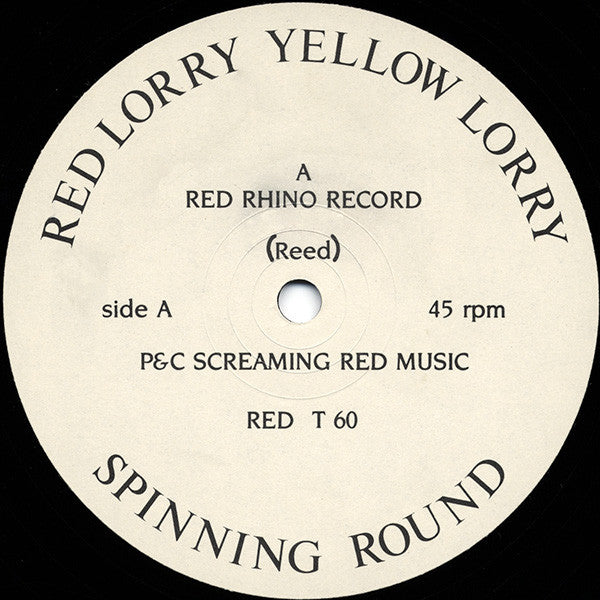 RED LORRY YELLOW LORRY
A
RED RHINO RECORD
(Reed)
side A 45 rpm
P&C SCREAMING RED MUSIC
RED T 60
SPINNING ROUND